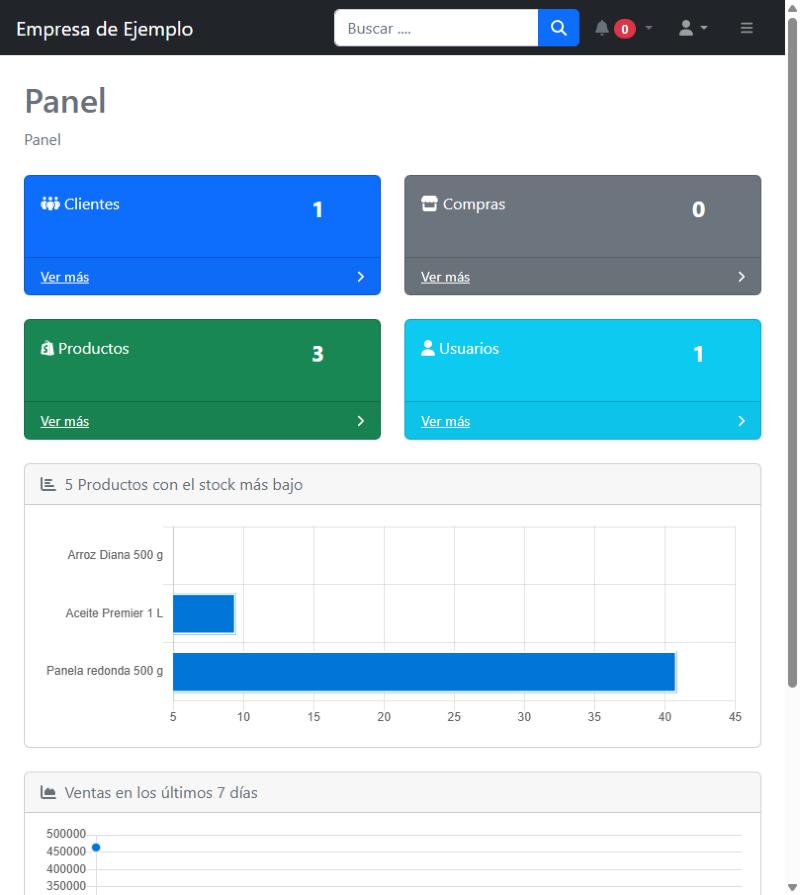 Empresa de Ejemplo
Buscar ....
0
Panel
Panel
Clientes 1
Ver más
Compras 0
Ver más
Productos 3
Ver más
Usuarios 1
Ver más
5 Productos con el stock más bajo
Arroz Diana 500 g
Aceite Premier 1 L
Panela redonda 500 g
5 10 15 20 25 30 35 40 45
Ventas en los últimos 7 días
500000
450000
400000
350000